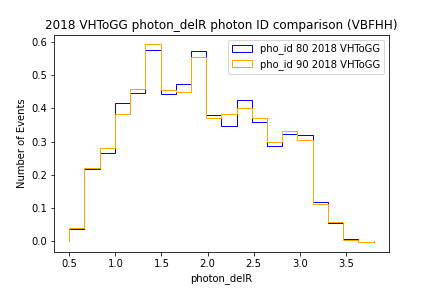 2018 VHToGG photon_delR photon ID comparison (VBFHH)
pho_id 80 2018 VHToGG
pho_id 90 2018 VHToGG
Number of Events
0.6
0.5
0.4
0.3
0.2
0.1
0.0
0.5 1.0 1.5 2.0 2.5 3.0 3.5
photon_delR